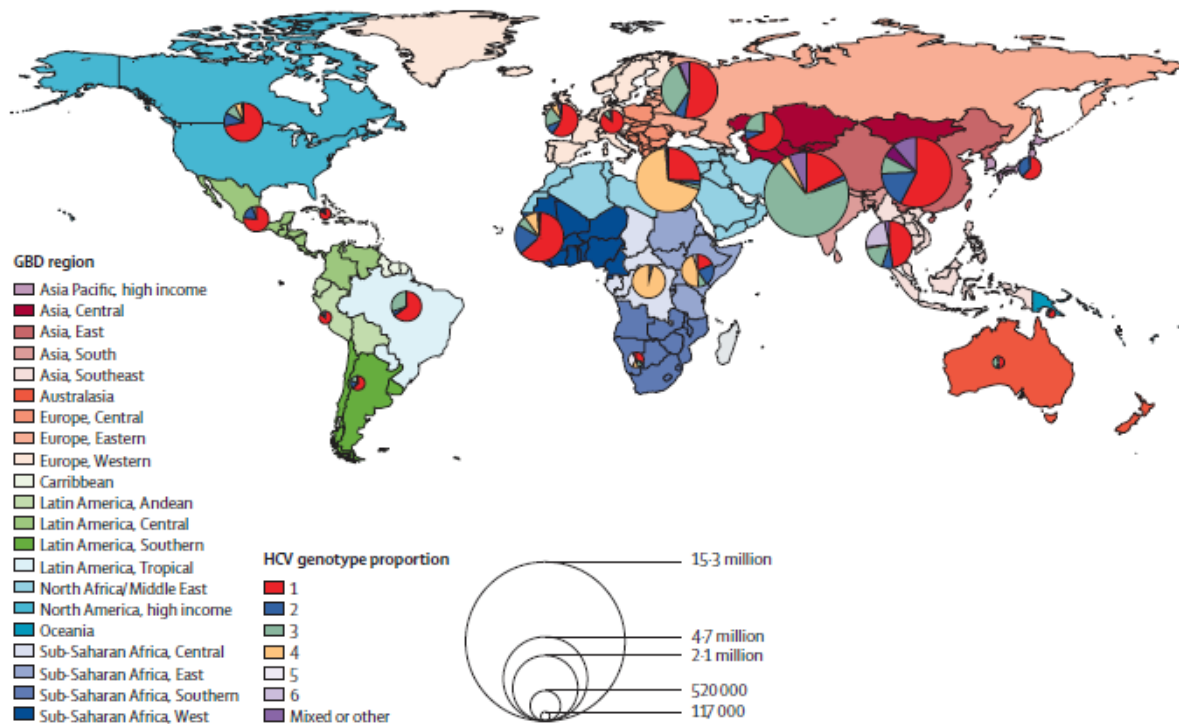 GBD region
Asia Pacific, high income
Asia, Central
Asia, East
Asia, South
Asia, Southeast
Australasia
Europe, Central
Europe, Eastern
Europe, Western
Carribbean
Latin America, Andean
Latin America, Central
Latin America, Southern
Latin America, Tropical
North Africa/Middle East
North America, high income
Oceania
Sub-Saharan Africa, Central
Sub-Saharan Africa, East
Sub-Saharan Africa, Southern
Sub-Saharan Africa, West
HCV genotype proportion
1
2
3
4
5
6
Mixed or other
15·3 million
4·7 million
2·1 million
520 000
117 000